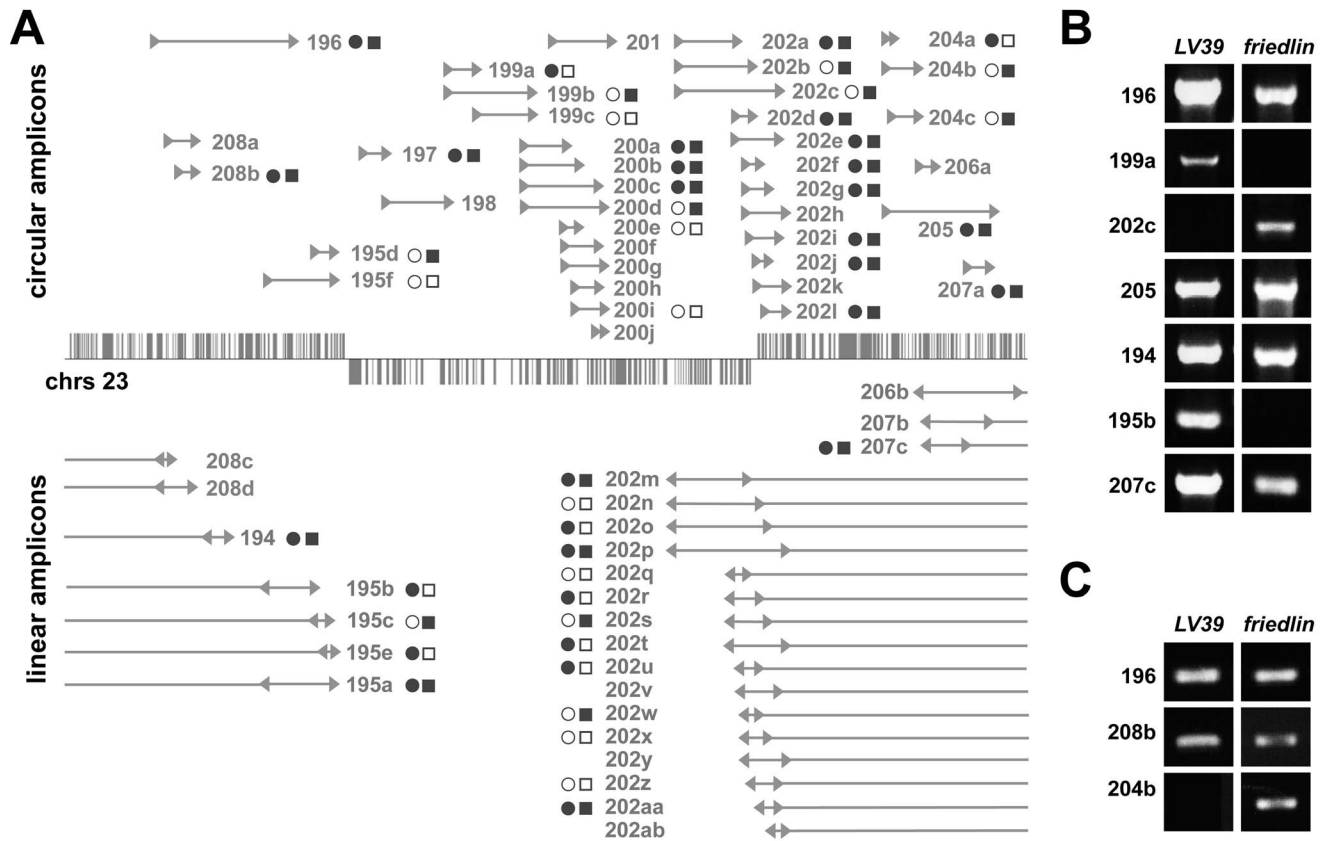 A
circular amplicons
196
201
202a
204a
199a
202b
204b
199b
202c
199c
202d
204c
208a
200a
202e
197
200b
202f
206a
208b
200c
202g
198
200d
202h
200e
205
195d
200f
202i
200g
202j
195f
200h
202k
207a
200i
202l
200j
chrs 23
linear amplicons
206b
207b
207c
208c
208d
194
195b
195c
195e
195a
202m
202n
202o
202p
202q
202r
202s
202t
202u
202v
202w
202x
202y
202z
202aa
202ab
B
LV39 friedlin
196
199a
202c
205
194
195b
207c
C
LV39 friedlin
196
208b
204b